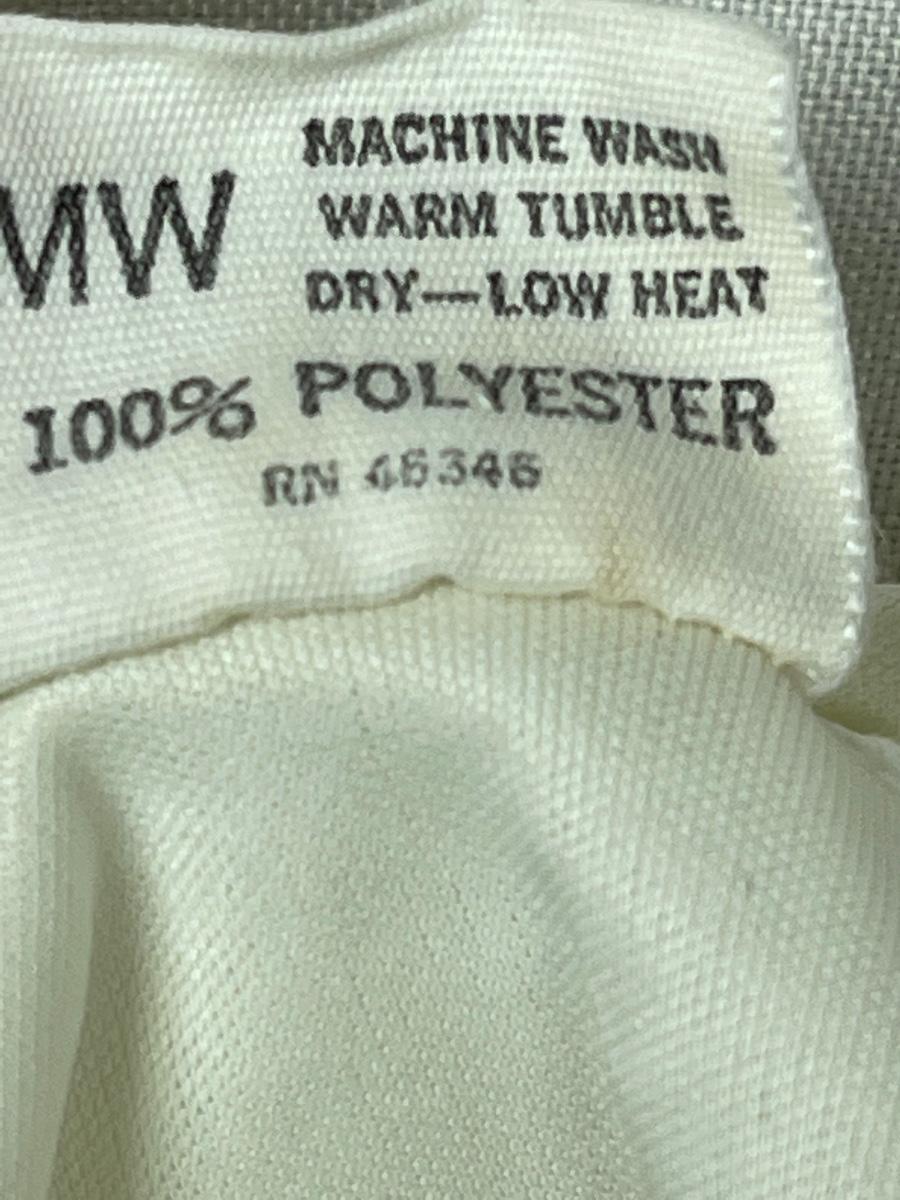 MW
MACHINE WASH
WARM TUMBLE
DRY—LOW HEAT
100% POLYESTER
RN 46346